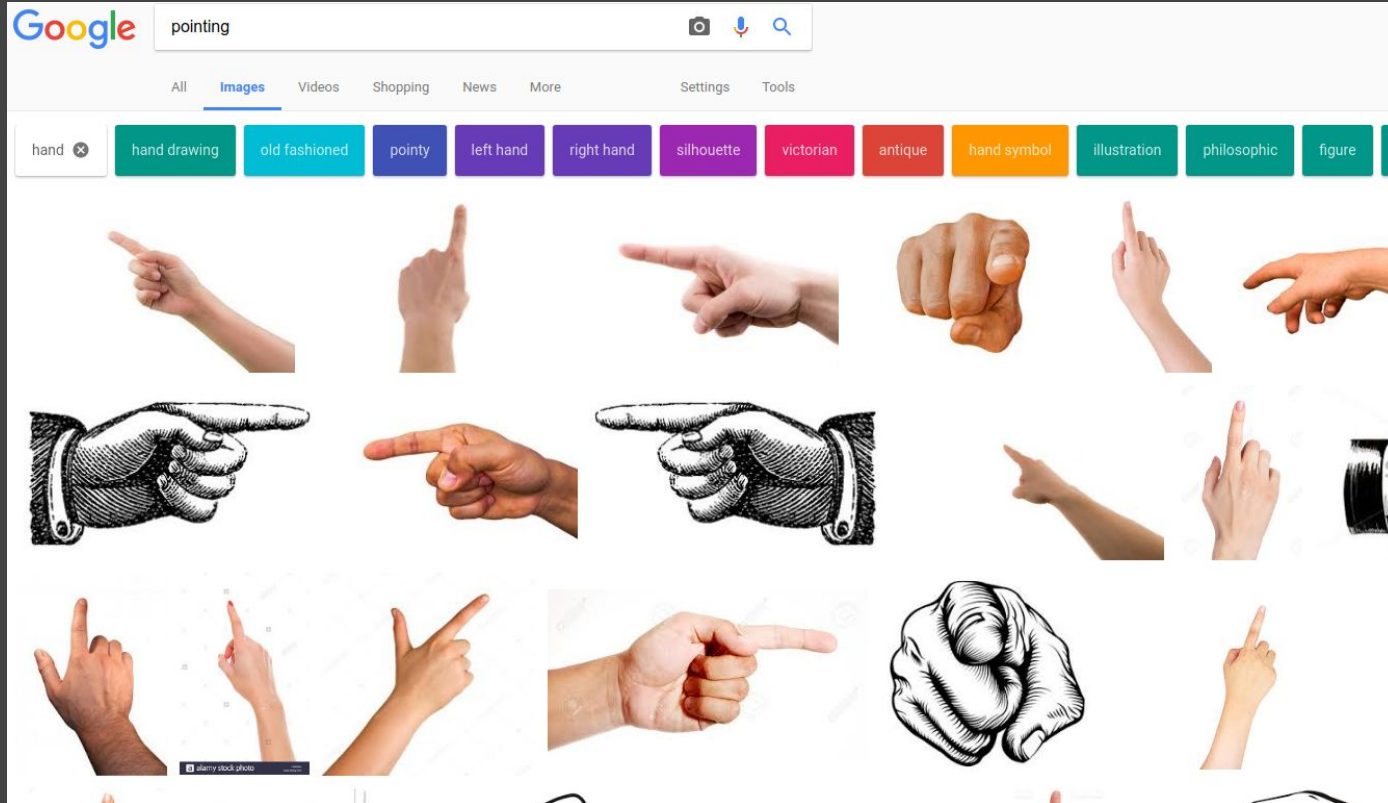 Google
pointing
All Images Videos Shopping News More Settings Tools
hand hand drawing old fashioned pointy left hand right hand silhouette victorian antique hand symbol illustration philosophic figure
a alamy stock photo